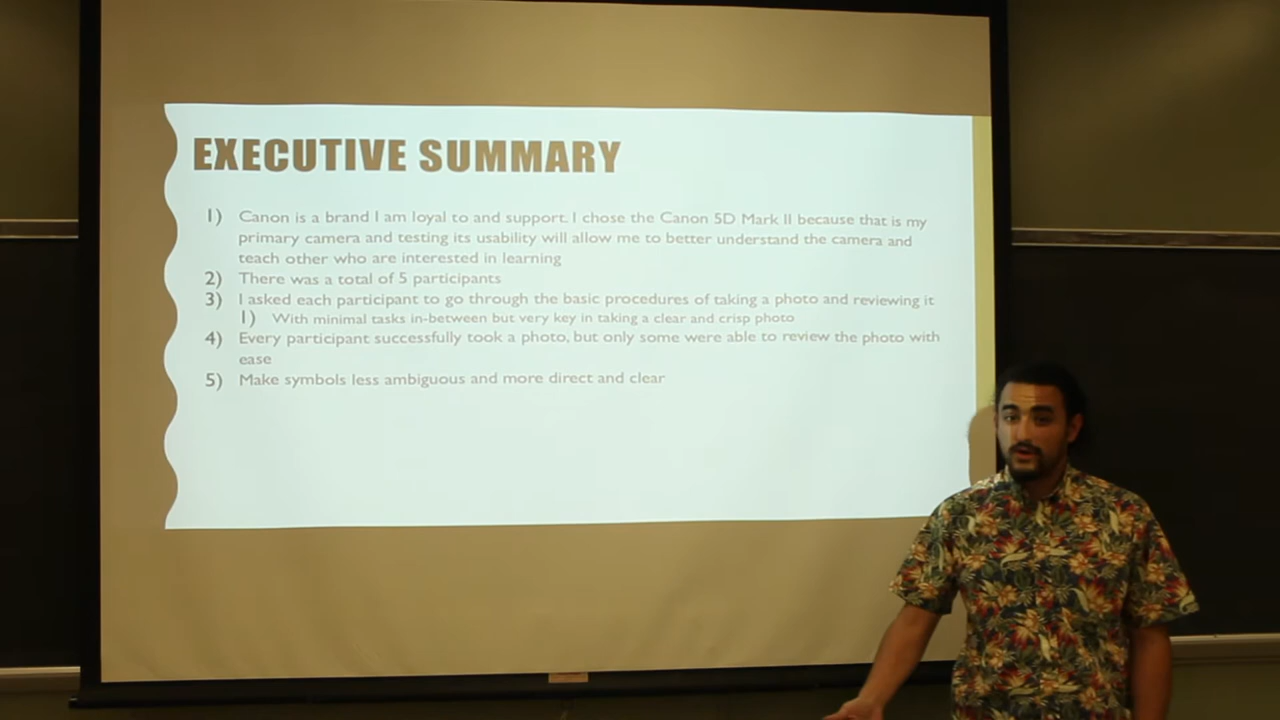 EXECUTIVE SUMMARY
1) Canon is a brand I am loyal to and support. I chose the Canon 5D Mark II because that is my
primary camera and testing its usability will allow me to better understand the camera and
teach other who are interested in learning
2) There was a total of 5 participants
3) I asked each participant to go through the basic procedures of taking a photo and reviewing it
1) With minimal tasks in-between but very key in taking a clear and crisp photo
4) Every participant successfully took a photo, but only some were able to review the photo with
ease
5) Make symbols less ambiguous and more direct and clear